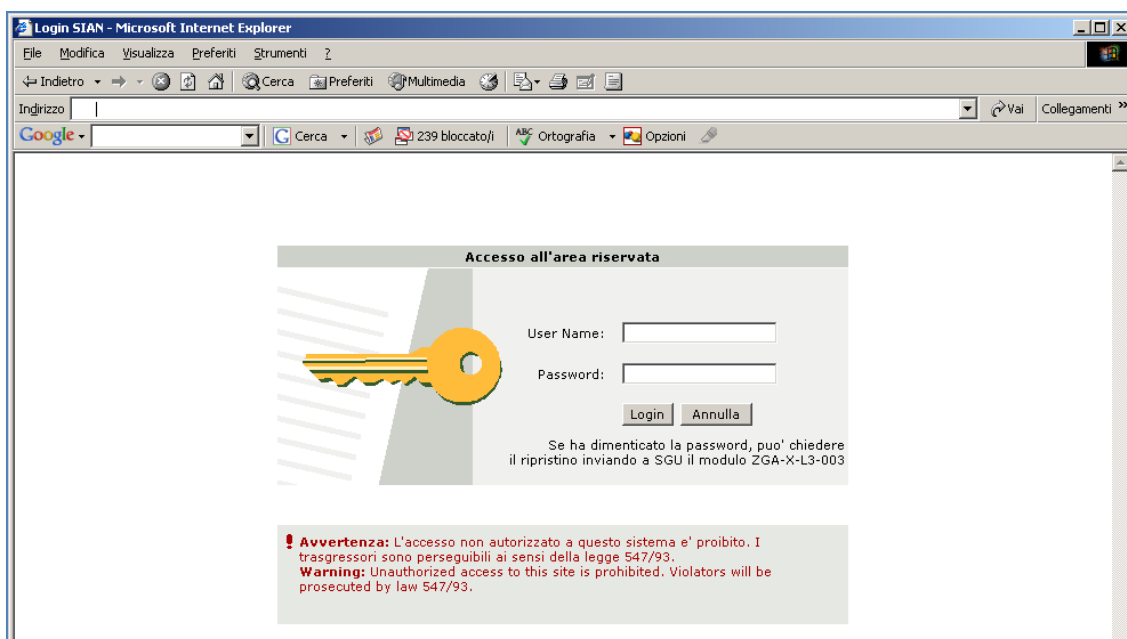 Login SIAN - Microsoft Internet Explorer
File Modifica Visualizza Preferiti Strumenti ?
Indietro Cerca Preferiti Multimedia
Indirizzo Vai Collegamenti »
Google Cerca 239 bloccato/i ABC Ortografia Opzioni
Accesso all'area riservata
User Name:
Password:
Login Annulla
Se ha dimenticato la password, puo' chiedere
il ripristino inviando a SGU il modulo ZGA-X-L3-003
Avvertenza: L'accesso non autorizzato a questo sistema e' proibito. I
trasgressori sono perseguibili ai sensi della legge 547/93.
Warning: Unauthorized access to this site is prohibited. Violators will be
prosecuted by law 547/93.